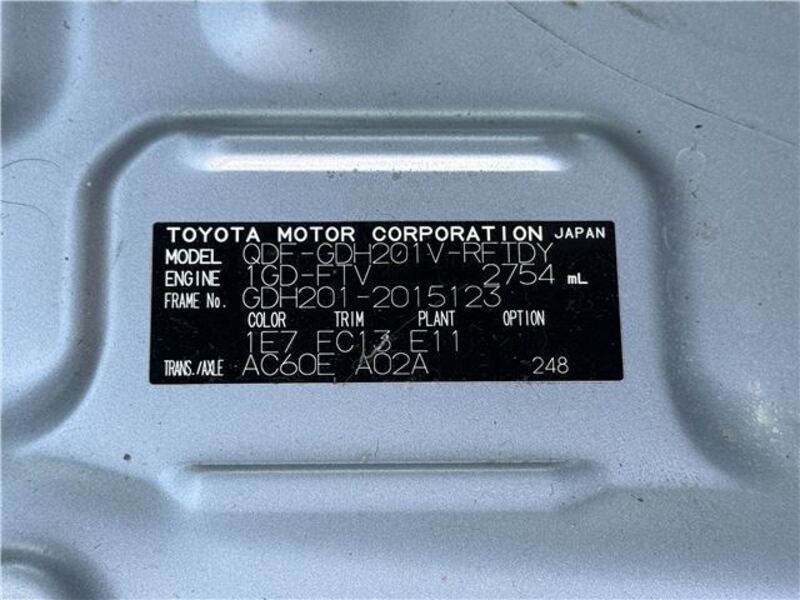 TOYOTA MOTOR CORPORATION JAPAN
MODEL QDF-GDH201V-RFTDY
ENGINE 1GD-FTV 2754 mL
FRAME No. GDH201-2015123
COLOR TRIM PLANT OPTION
1E7 FC13 E11
TRANS./AXLE AC60E A02A 248